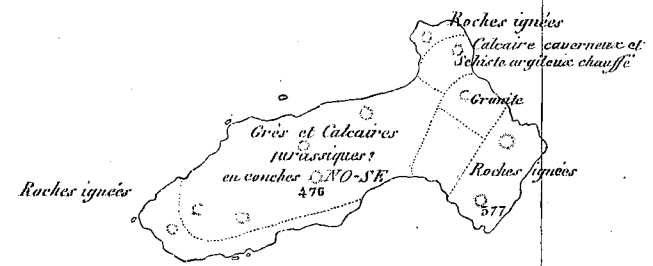 Roches ignées
Calcaire caverneux et
Schiste argileux chauffé
Granite
Grès et Calcaires
jurassiques?
en couches NO-SE
476
Roches ignées
Roches ignées
577